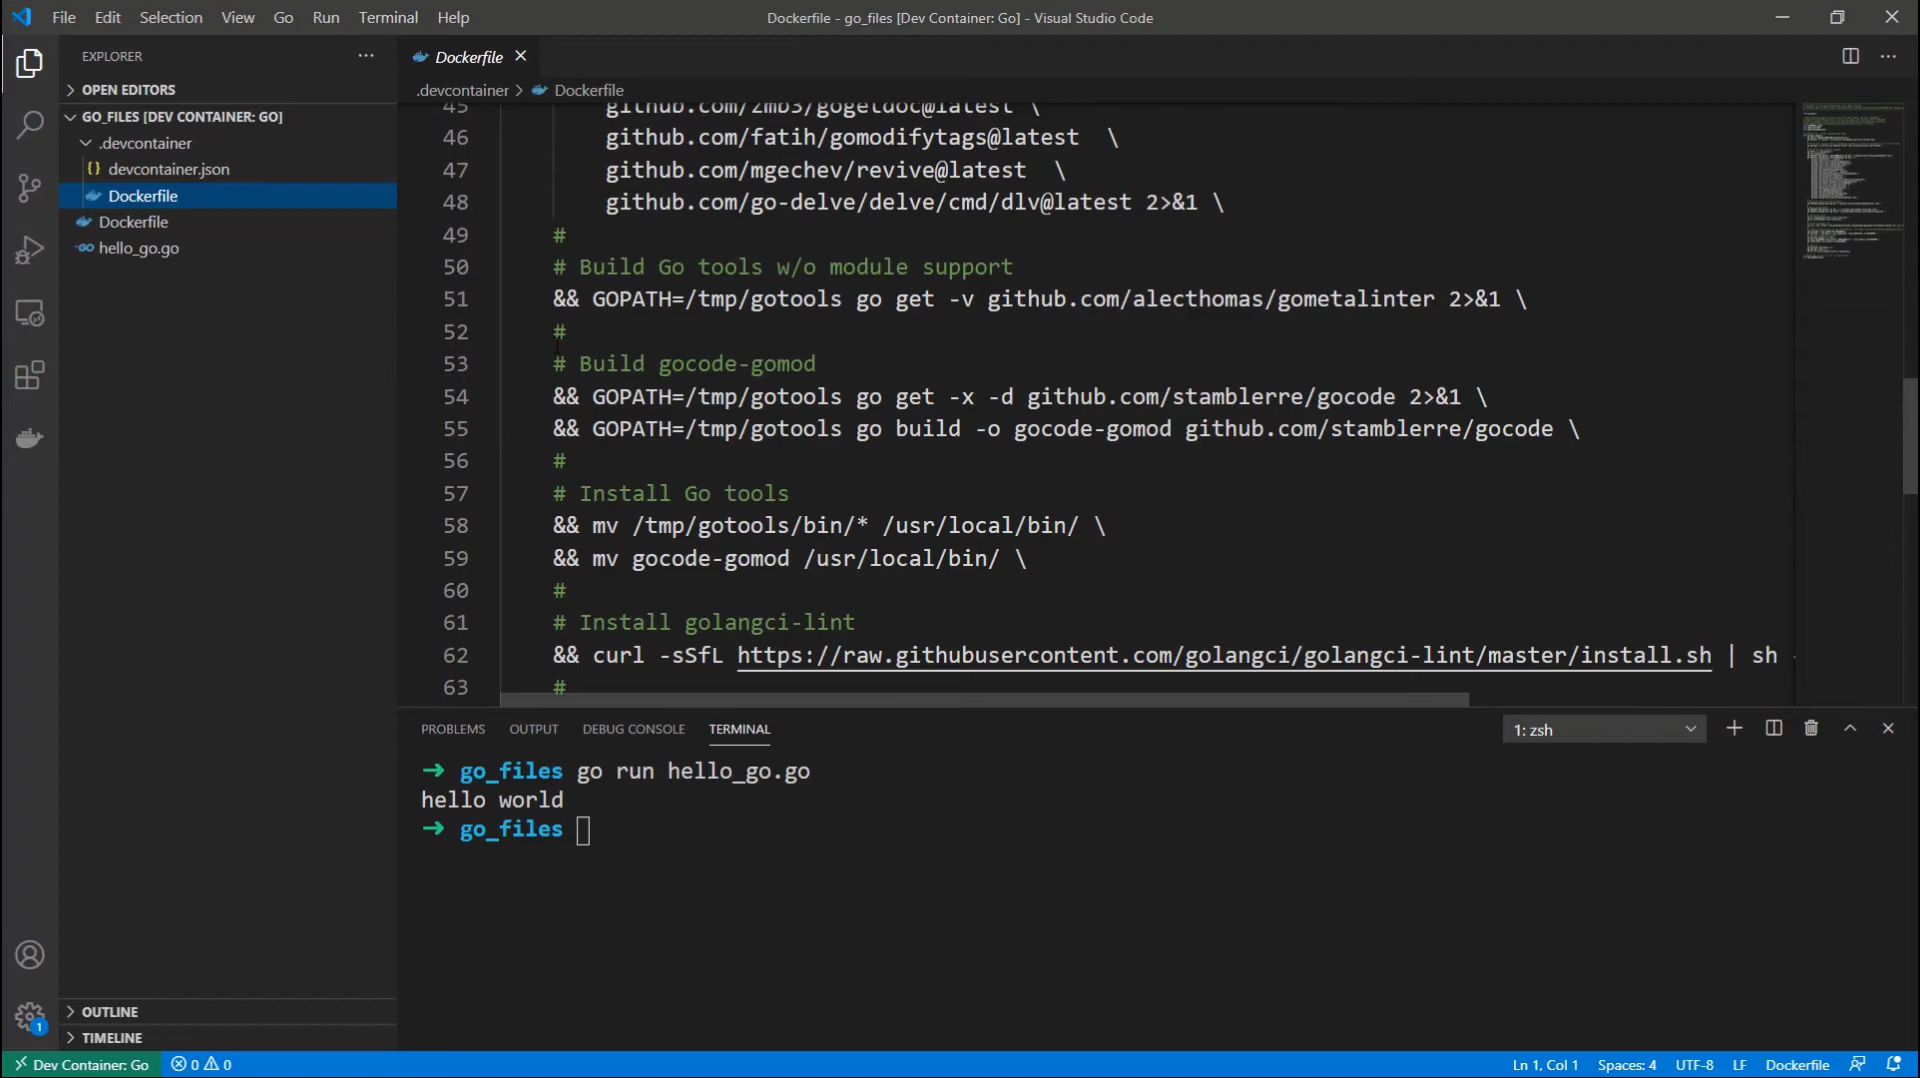 File Edit Selection View Go Run Terminal Help
Dockerfile - go_files [Dev Container: Go] - Visual Studio Code
EXPLORER
OPEN EDITORS
GO_FILES [DEV CONTAINER: GO]
.devcontainer
devcontainer.json
Dockerfile
Dockerfile
hello_go.go
OUTLINE
TIMELINE
Dockerfile
.devcontainer > Dockerfile
45 github.com/zmb3/gogetdoc@latest \
46 github.com/fatih/gomodifytags@latest \
47 github.com/mgechev/revive@latest \
48 github.com/go-delve/delve/cmd/dlv@latest 2>&1 \
49 #
50 # Build Go tools w/o module support
51 && GOPATH=/tmp/gotools go get -v github.com/alecthomas/gometalinter 2>&1 \
52 #
53 # Build gocode-gomod
54 && GOPATH=/tmp/gotools go get -x -d github.com/stamblerre/gocode 2>&1 \
55 && GOPATH=/tmp/gotools go build -o gocode-gomod github.com/stamblerre/gocode \
56 #
57 # Install Go tools
58 && mv /tmp/gotools/bin/* /usr/local/bin/ \
59 && mv gocode-gomod /usr/local/bin/ \
60 #
61 # Install golangci-lint
62 && curl -sSfL https://raw.githubusercontent.com/golangci/golangci-lint/master/install.sh | sh -
63 #
PROBLEMS OUTPUT DEBUG CONSOLE TERMINAL 1: zsh
→ go_files go run hello_go.go
hello world
→ go_files
1
Dev Container: Go 0 0 Ln 1, Col 1 Spaces: 4 UTF-8 LF Dockerfile